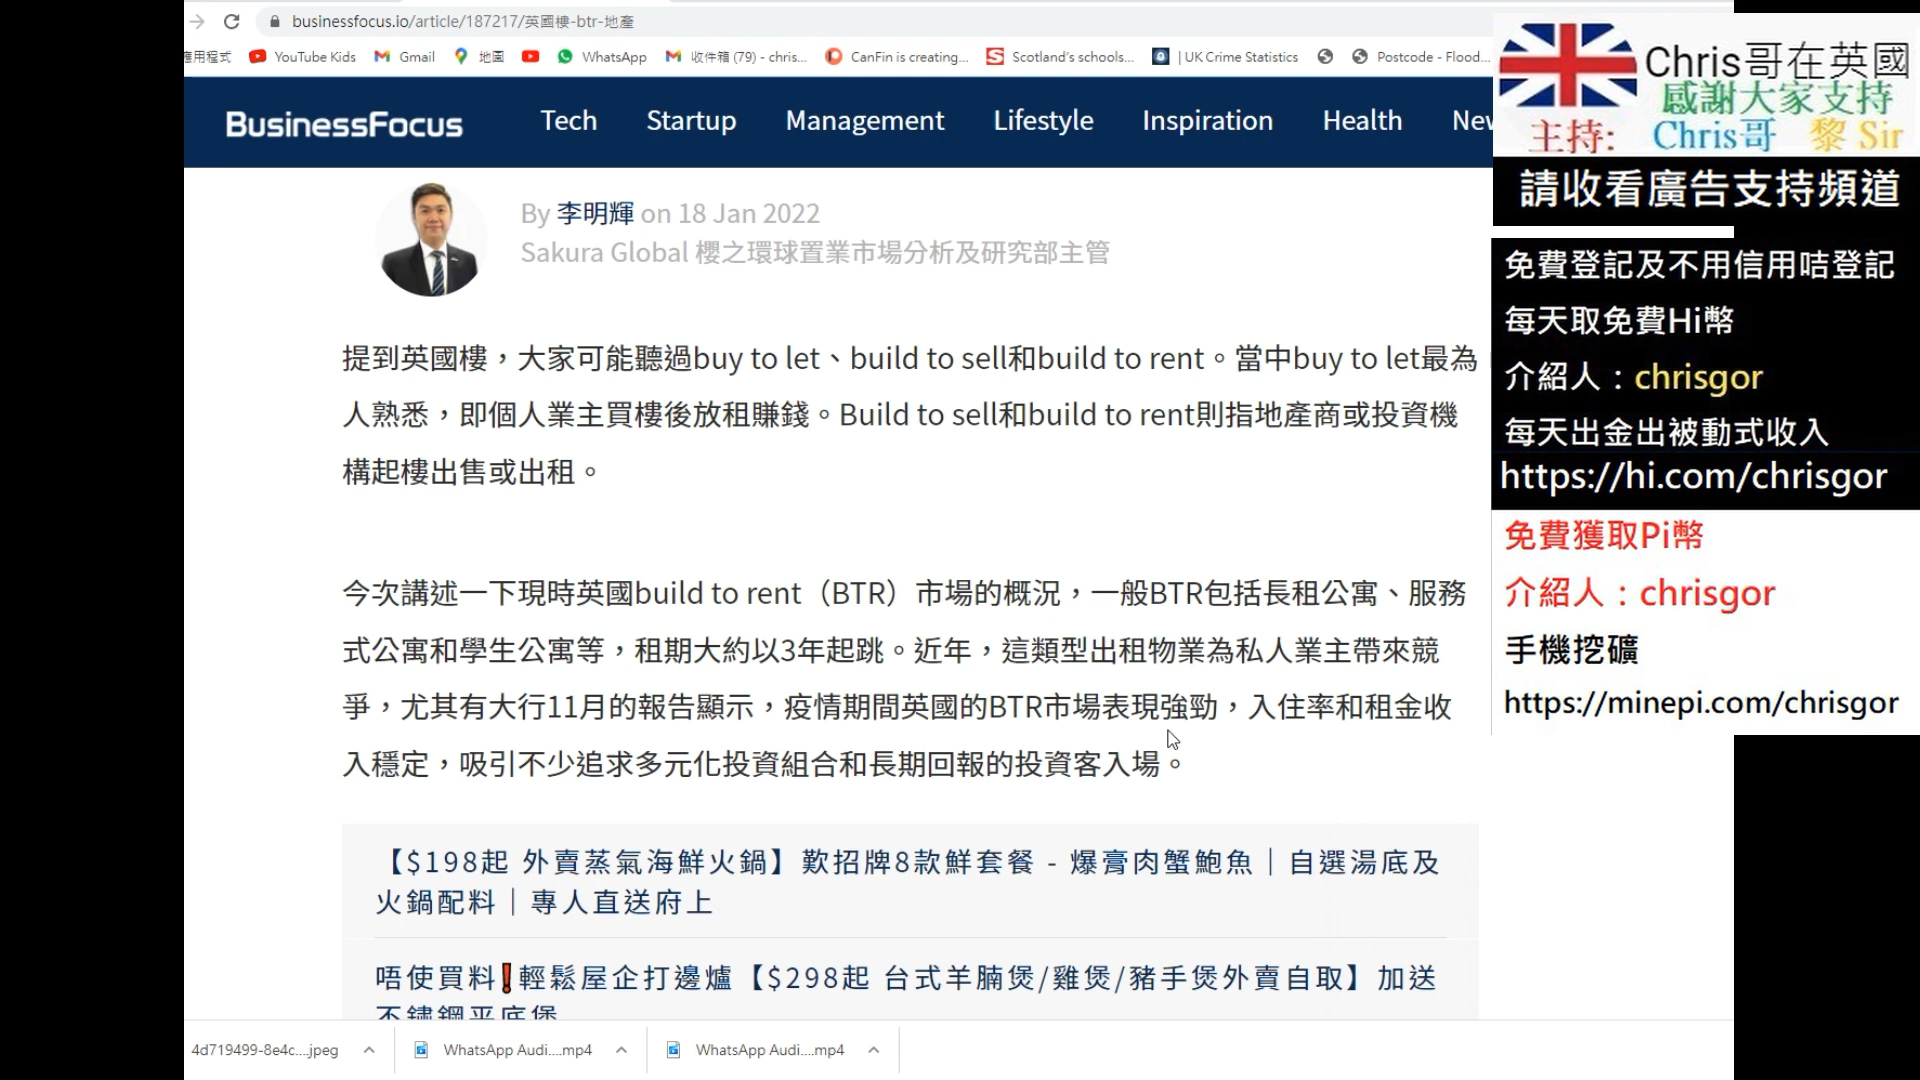 businessfocus.io/article/187217/英國樓-btr-地產
應用程式 YouTube Kids Gmail 地圖 WhatsApp 收件箱 (79) - chris... CanFin is creating... Scotland's schools... | UK Crime Statistics Postcode - Flood...
BusinessFocus Tech Startup Management Lifestyle Inspiration Health New
By 李明輝 on 18 Jan 2022
Sakura Global 櫻之環球置業市場分析及研究部主管
提到英國樓，大家可能聽過buy to let、build to sell和build to rent。當中buy to let最為
人熟悉，即個人業主買樓後放租賺錢。Build to sell和build to rent則指地產商或投資機
構起樓出售或出租。
今次講述一下現時英國build to rent（BTR）市場的概況，一般BTR包括長租公寓、服務
式公寓和學生公寓等，租期大約以3年起跳。近年，這類型出租物業為私人業主帶來競
爭，尤其有大行11月的報告顯示，疫情期間英國的BTR市場表現強勁，入住率和租金收
入穩定，吸引不少追求多元化投資組合和長期回報的投資客入場。
【$198起 外賣蒸氣海鮮火鍋】歎招牌8款鮮套餐 - 爆膏肉蟹鮑魚｜自選湯底及
火鍋配料｜專人直送府上
唔使買料❗輕鬆屋企打邊爐【$298起 台式羊腩煲/雞煲/豬手煲外賣自取】加送
不鏽鋼平底煲
4d719499-8e4c....jpeg WhatsApp Audi....mp4 WhatsApp Audi....mp4
Chris哥在英國
感謝大家支持
主持: Chris哥 黎 Sir
請收看廣告支持頻道
免費登記及不用信用咭登記
每天取免費Hi幣
介紹人：chrisgor
每天出金出被動式收入
https://hi.com/chrisgor
免費獲取Pi幣
介紹人：chrisgor
手機挖礦
https://minepi.com/chrisgor